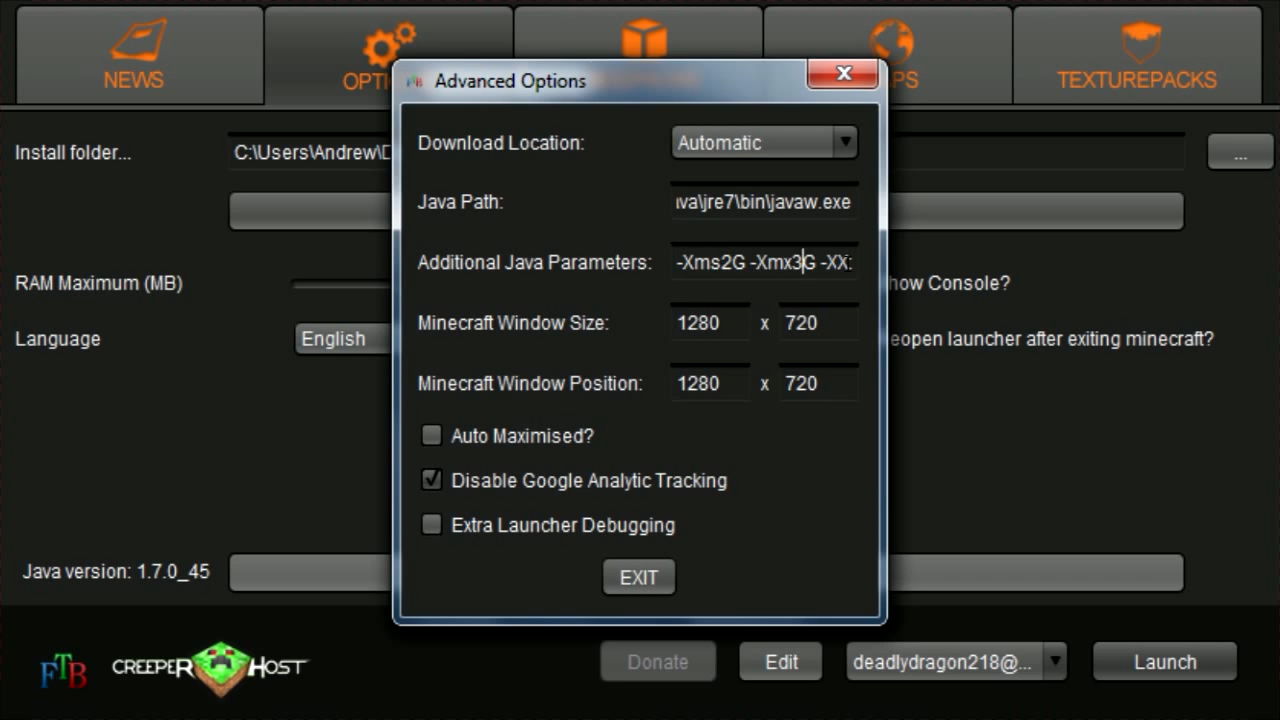 NEWS
OPTI
PS
TEXTUREPACKS
Advanced Options
Install folder...
C:\Users\Andrew\D
...
Download Location:
Automatic
Java Path:
va\jre7\bin\javaw.exe
Additional Java Parameters:
-Xms2G -Xmx3G -XX:
RAM Maximum (MB)
how Console?
Minecraft Window Size:
1280 x 720
Language
English
eopen launcher after exiting minecraft?
Minecraft Window Position:
1280 x 720
Auto Maximised?
Disable Google Analytic Tracking
Extra Launcher Debugging
Java version: 1.7.0_45
EXIT
FTB
CREEPER HOST
Donate
Edit
deadlydragon218@...
Launch